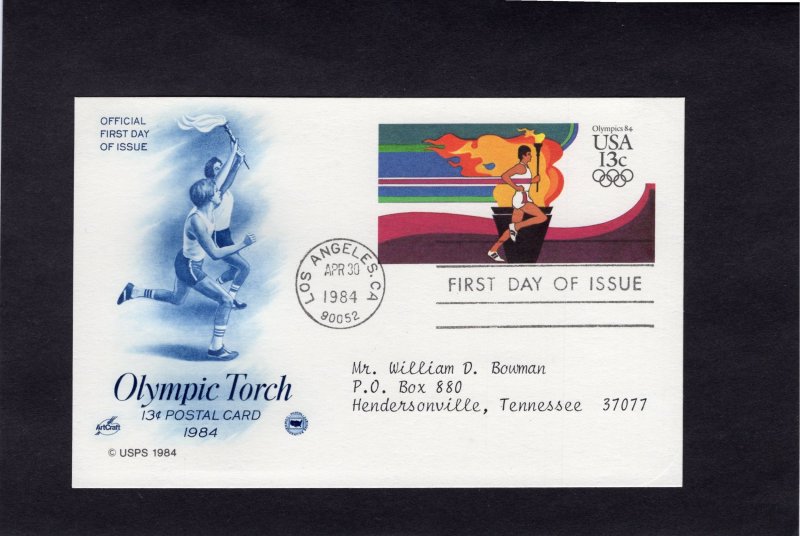 OFFICIAL
FIRST DAY
OF ISSUE
Olympics 84
USA
13c
LOS ANGELES, CA
APR 30
1984
90052
FIRST DAY OF ISSUE
Mr. William D. Bowman
P.O. Box 880
Hendersonville, Tennessee 37077
Olympic Torch
13¢ POSTAL CARD
1984
ArtCraft
© USPS 1984